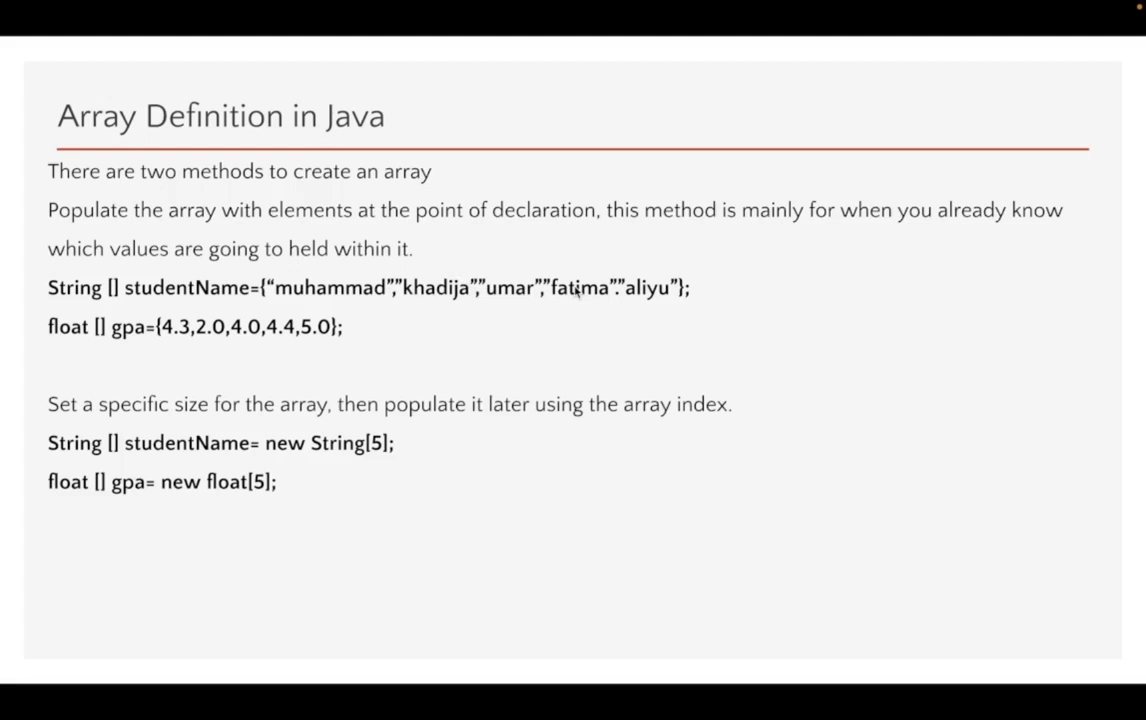 Array Definition in Java
There are two methods to create an array
Populate the array with elements at the point of declaration, this method is mainly for when you already know
which values are going to held within it.
String [] studentName={“muhammad”,”khadija”,”umar”,”fatima”.”aliyu”};
float [] gpa={4.3,2.0,4.0,4.4,5.0};
Set a specific size for the array, then populate it later using the array index.
String [] studentName= new String[5];
float [] gpa= new float[5];